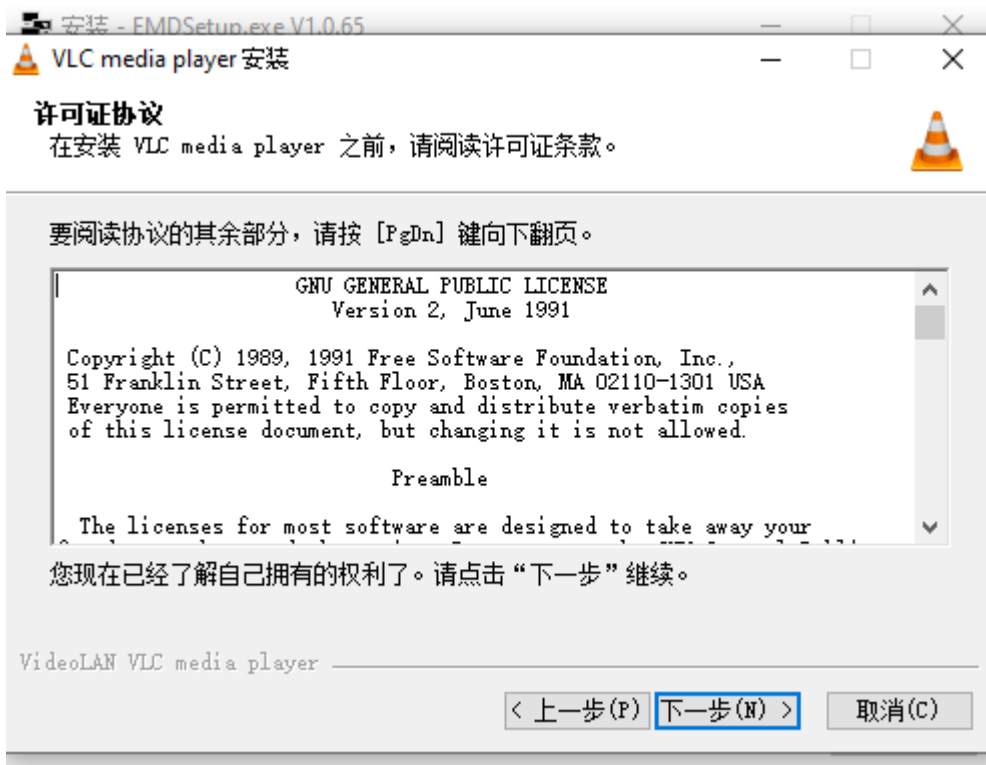 安装 - EMDSetup.exe V1.0.65
VLC media player 安装
许可证协议
在安装 VLC media player 之前，请阅读许可证条款。
要阅读协议的其余部分，请按 [PgDn] 键向下翻页。
GNU GENERAL PUBLIC LICENSE
Version 2, June 1991
Copyright (C) 1989, 1991 Free Software Foundation, Inc.,
51 Franklin Street, Fifth Floor, Boston, MA 02110-1301 USA
Everyone is permitted to copy and distribute verbatim copies
of this license document, but changing it is not allowed.
Preamble
The licenses for most software are designed to take away your
您现在已经了解自己拥有的权利了。请点击“下一步”继续。
VideoLAN VLC media player
< 上一步(P) 下一步(N) > 取消(C)